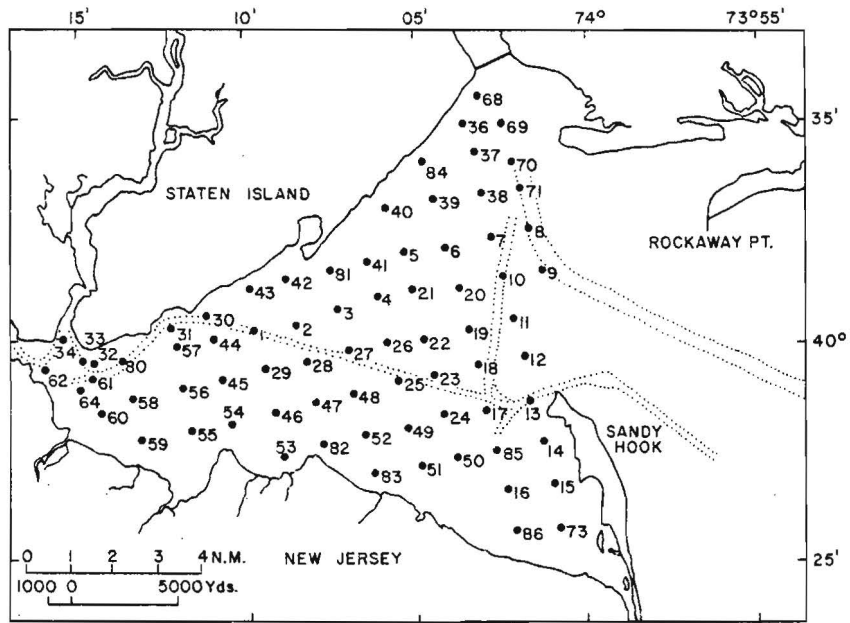 15' 10' 05' 74° 73°55'
68
36 69 35'
37 70
84
STATEN ISLAND 39 38 71
40
7 8 ROCKAWAY PT.
5 6
81 41 10 9
43 42 4 21 20
3 11
30 2 19
33 31 44 1 26 22 40'
34 32 57 27 12
62 61 80 29 28 18
64 56 45 25 23
60 58 48 13
54 46 47 24 17
59 55 52 49 SANDY
53 82 85 14 HOOK
83 51 50
16 15
86 73
0 1 2 3 4 N.M. NEW JERSEY 25'
1000 0 5000 Yds.